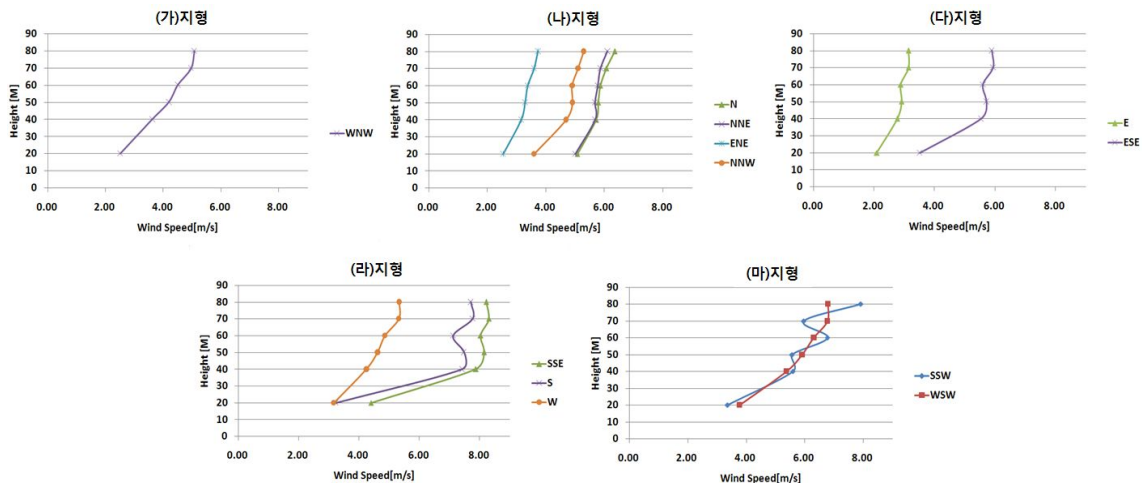 (가)지형
90
80
70
60
50
40
30
20
10
0
Height [M]
0.00 2.00 4.00 6.00 8.00
Wind Speed[m/s]
WNW
(나)지형
90
80
70
60
50
40
30
20
10
0
Height [M]
0.00 2.00 4.00 6.00 8.00
Wind Speed[m/s]
N
NNE
ENE
NNW
(다)지형
90
80
70
60
50
40
30
20
10
0
Height [M]
0.00 2.00 4.00 6.00 8.00
Wind Speed[m/s]
E
ESE
(라)지형
90
80
70
60
50
40
30
20
10
0
Height [M]
0.00 2.00 4.00 6.00 8.00
Wind Speed[m/s]
SSE
S
W
(마)지형
90
80
70
60
50
40
30
20
10
0
Height [M]
0.00 2.00 4.00 6.00 8.00
Wind Speed[m/s]
SSW
WSW